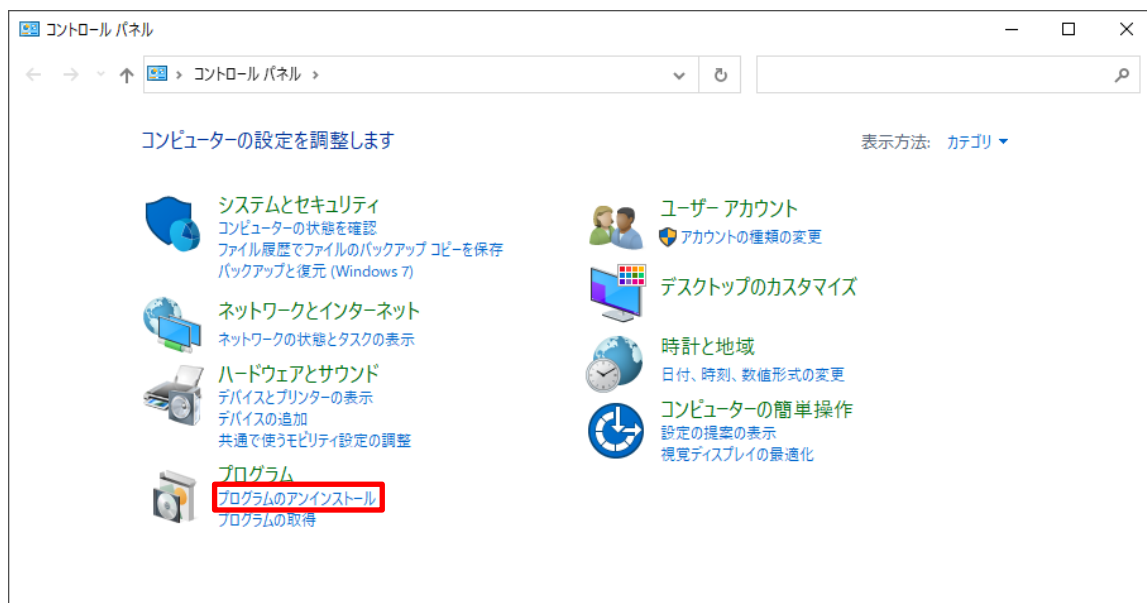 コントロール パネル
コントロール パネル
コンピューターの設定を調整します
表示方法: カテゴリ
システムとセキュリティ
コンピューターの状態を確認
ファイル履歴でファイルのバックアップ コピーを保存
バックアップと復元 (Windows 7)
ネットワークとインターネット
ネットワークの状態とタスクの表示
ハードウェアとサウンド
デバイスとプリンターの表示
デバイスの追加
共通で使うモビリティ設定の調整
プログラム
プログラムのアンインストール
プログラムの取得
ユーザー アカウント
アカウントの種類の変更
デスクトップのカスタマイズ
時計と地域
日付、時刻、数値形式の変更
コンピューターの簡単操作
設定の提案の表示
視覚ディスプレイの最適化